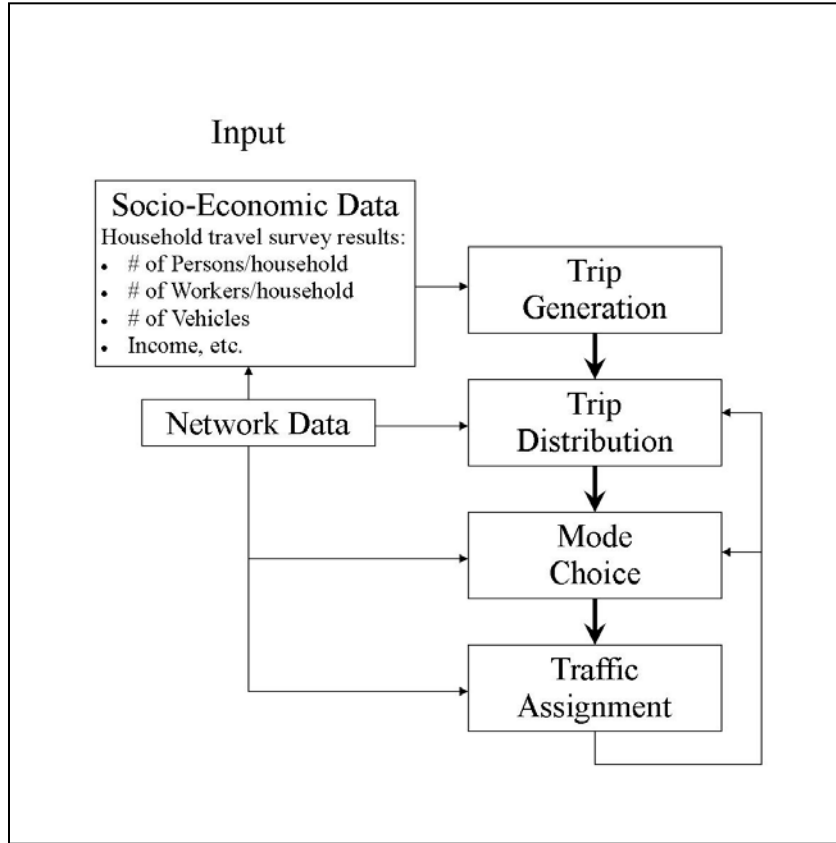 Input
Socio-Economic Data
Household travel survey results:
• # of Persons/household
• # of Workers/household
• # of Vehicles
• Income, etc.
Network Data
Trip
Generation
Trip
Distribution
Mode
Choice
Traffic
Assignment